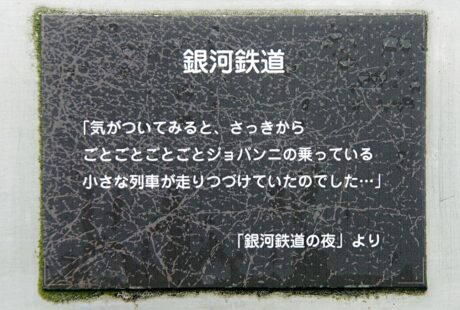 銀河鉄道
「気がついてみると、さっきから
ごとごとごとごとジョバンニの乗っている
小さな列車が走りつづけていたのでした…」
「銀河鉄道の夜」より